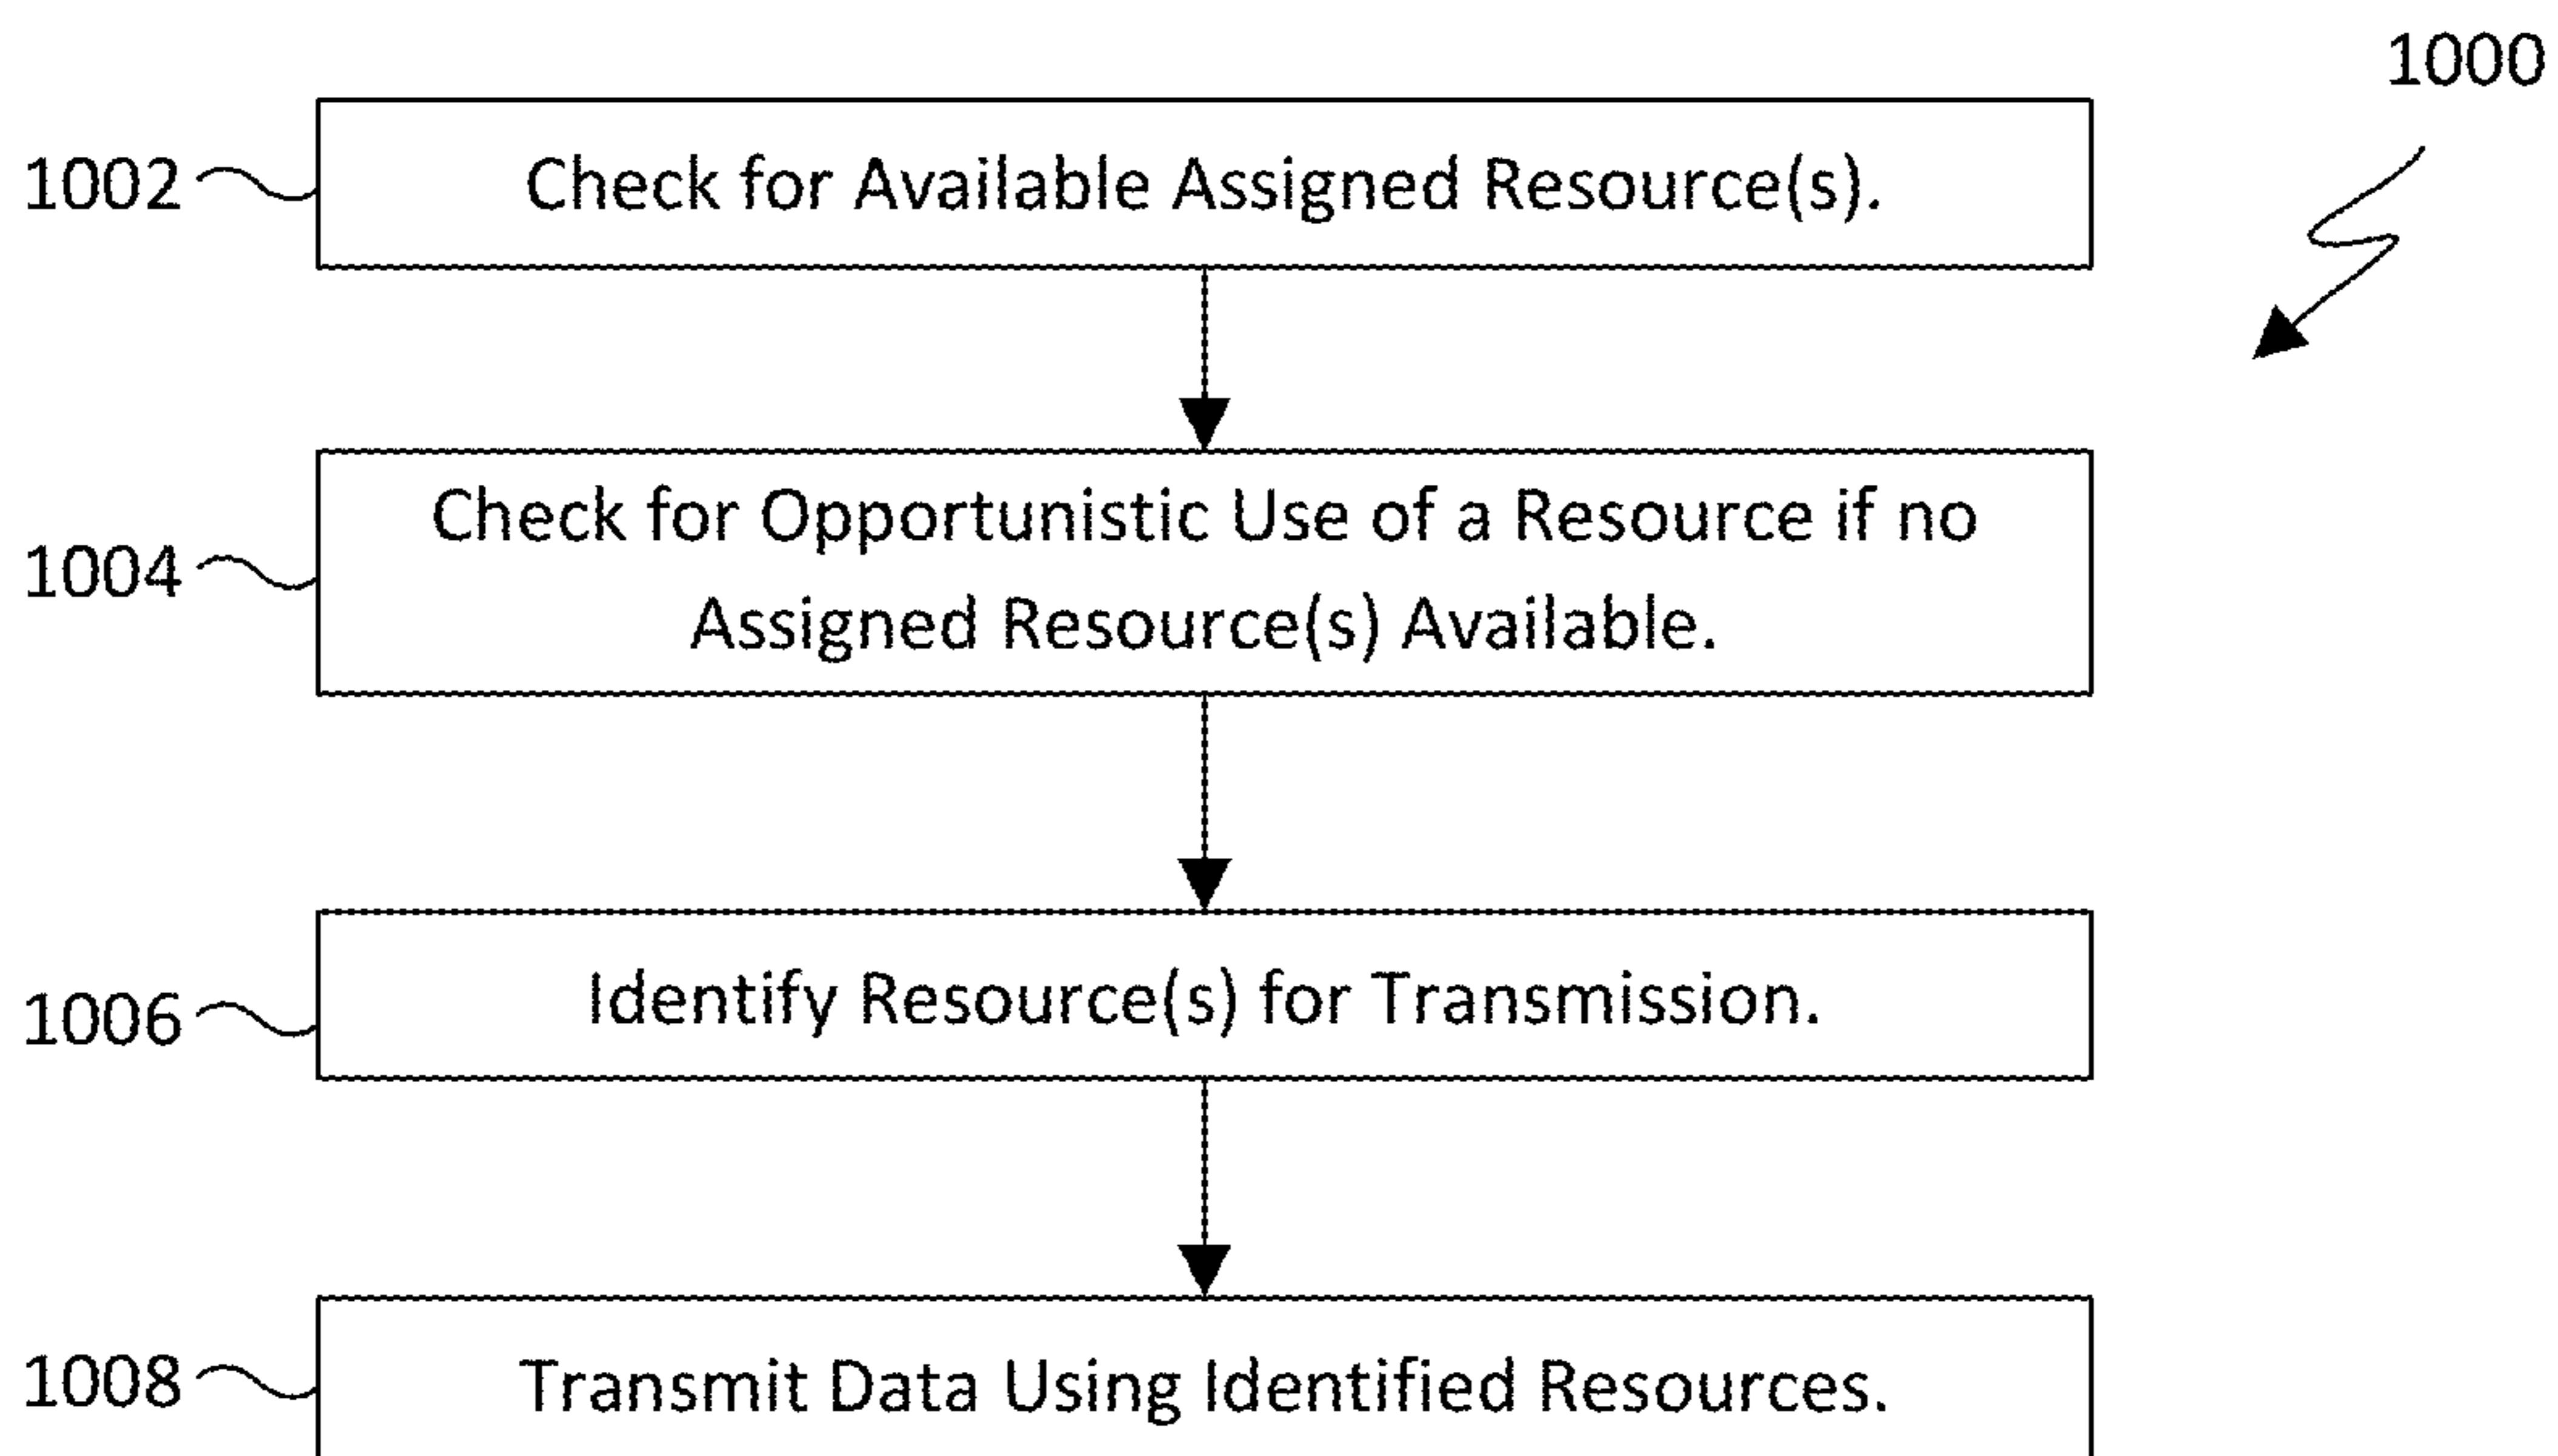 1000
1002
Check for Available Assigned Resource(s).
1004
Check for Opportunistic Use of a Resource if no
Assigned Resource(s) Available.
1006
Identify Resource(s) for Transmission.
1008
Transmit Data Using Identified Resources.